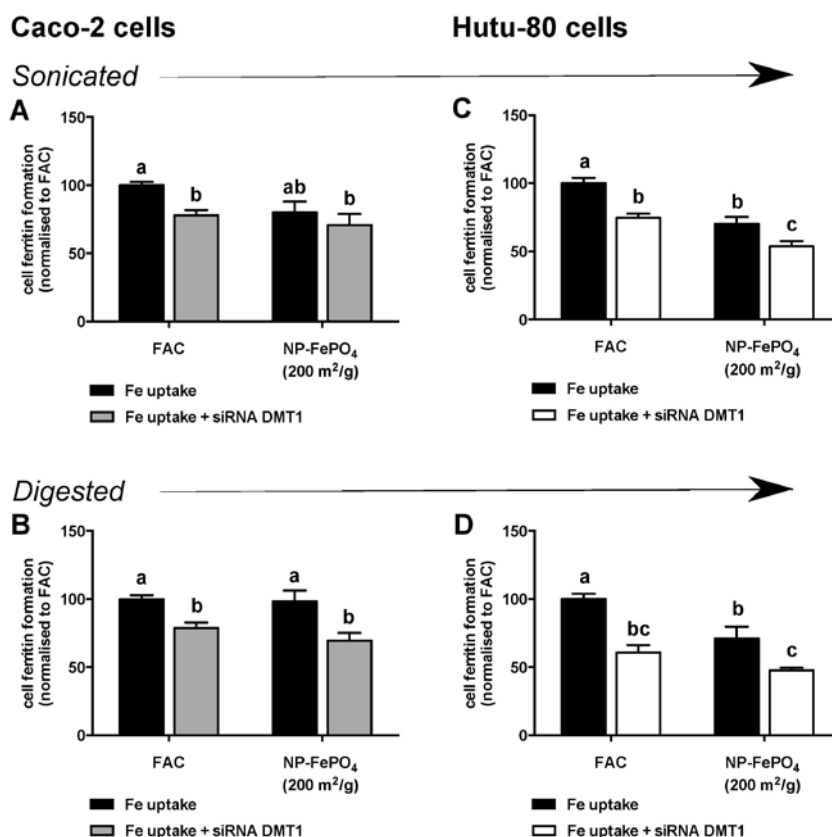 Caco-2 cells
Hutu-80 cells
Sonicated
A
cell ferritin formation
(normalised to FAC)
150
100
50
0
a
b
ab
b
FAC
NP-FePO₄
(200 m²/g)
Fe uptake
Fe uptake + siRNA DMT1
C
cell ferritin formation
(normalised to FAC)
150
100
50
0
a
b
b
c
FAC
NP-FePO₄
(200 m²/g)
Fe uptake
Fe uptake + siRNA DMT1
Digested
B
cell ferritin formation
(normalised to FAC)
150
100
50
0
a
b
a
b
FAC
NP-FePO₄
(200 m²/g)
Fe uptake
Fe uptake + siRNA DMT1
D
cell ferritin formation
(normalised to FAC)
150
100
50
0
a
bc
b
c
FAC
NP-FePO₄
(200 m²/g)
Fe uptake
Fe uptake + siRNA DMT1